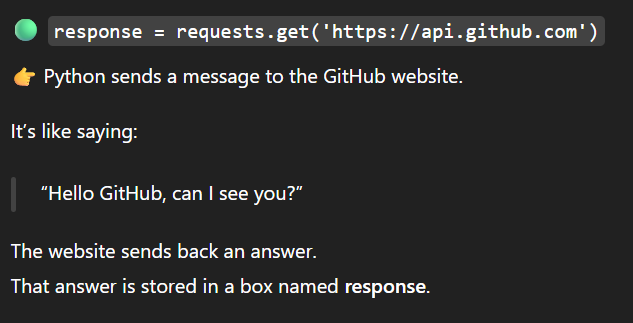 response = requests.get('https://api.github.com')
👉 Python sends a message to the GitHub website.
It’s like saying:
“Hello GitHub, can I see you?”
The website sends back an answer.
That answer is stored in a box named response.